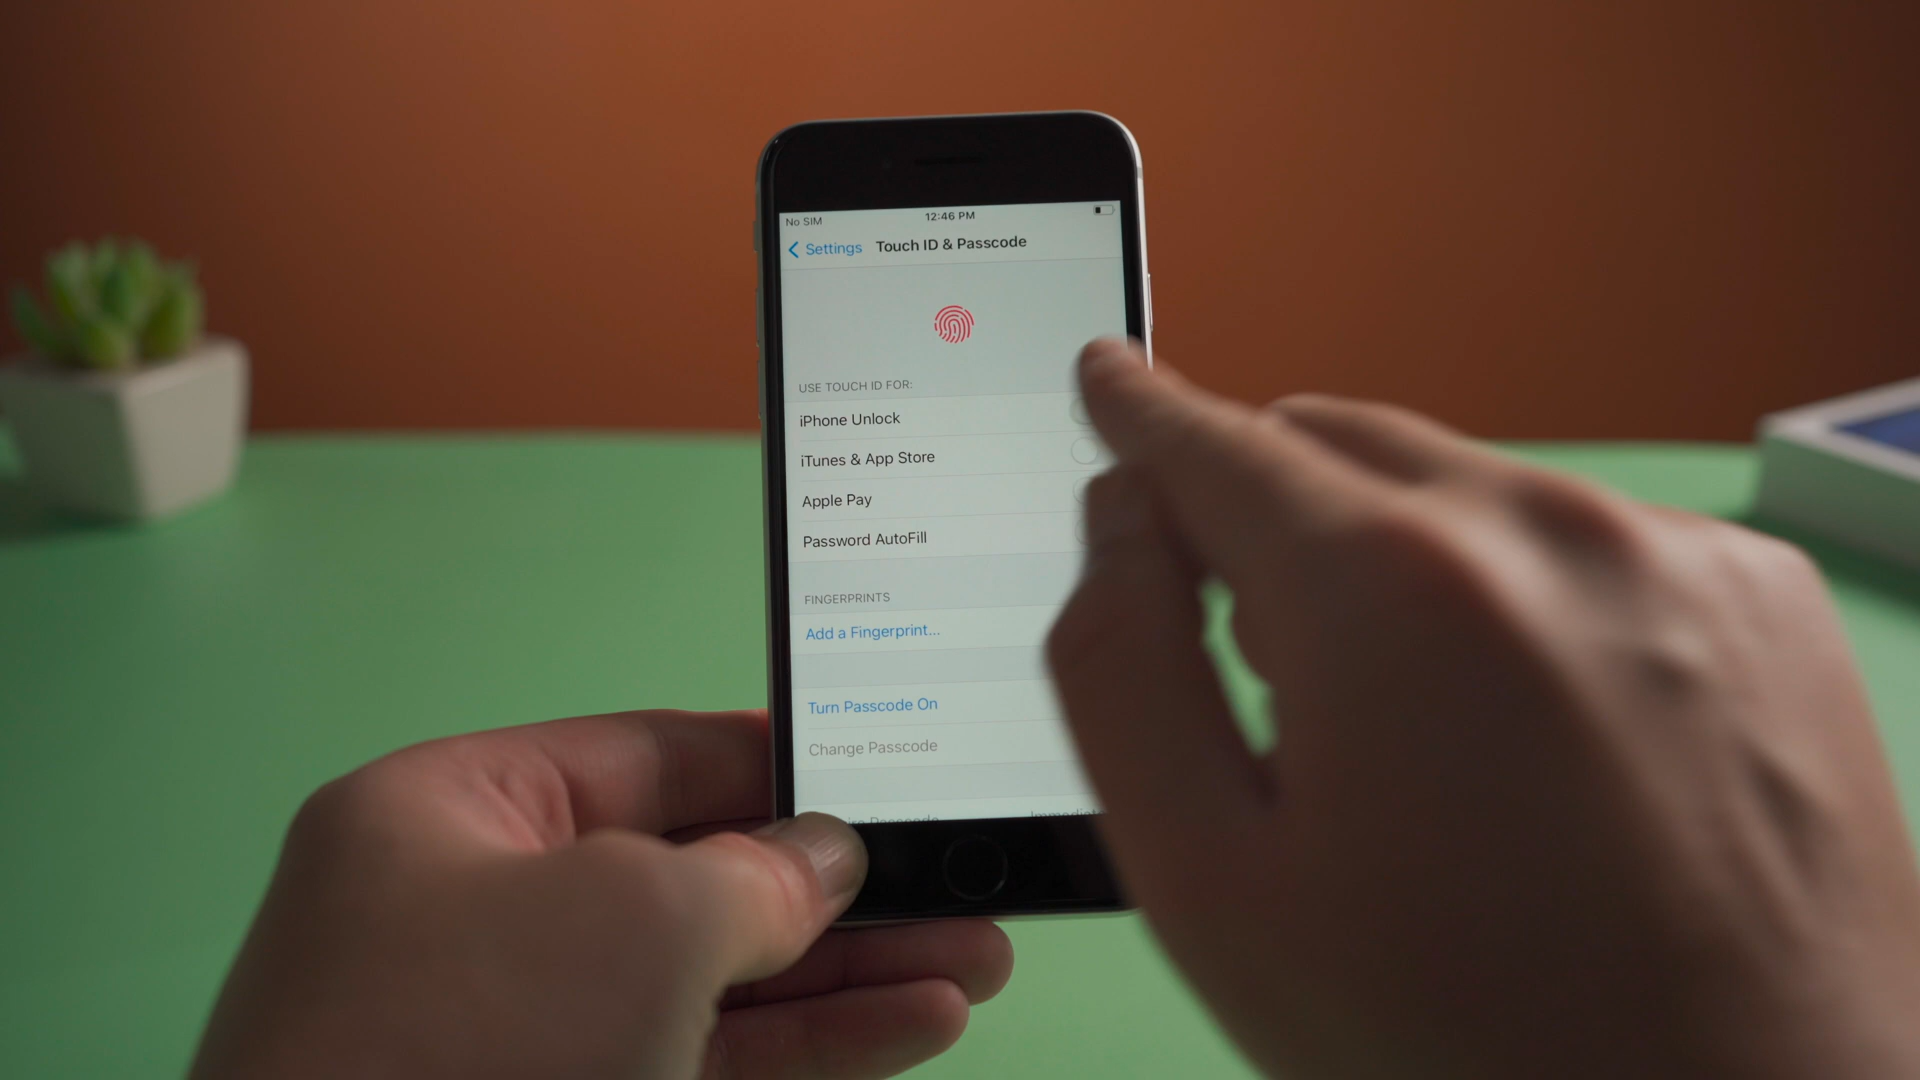 No SIM 12:46 PM
Settings Touch ID & Passcode
USE TOUCH ID FOR:
iPhone Unlock
iTunes & App Store
Apple Pay
Password AutoFill
FINGERPRINTS
Add a Fingerprint...
Turn Passcode On
Change Passcode
Passcode